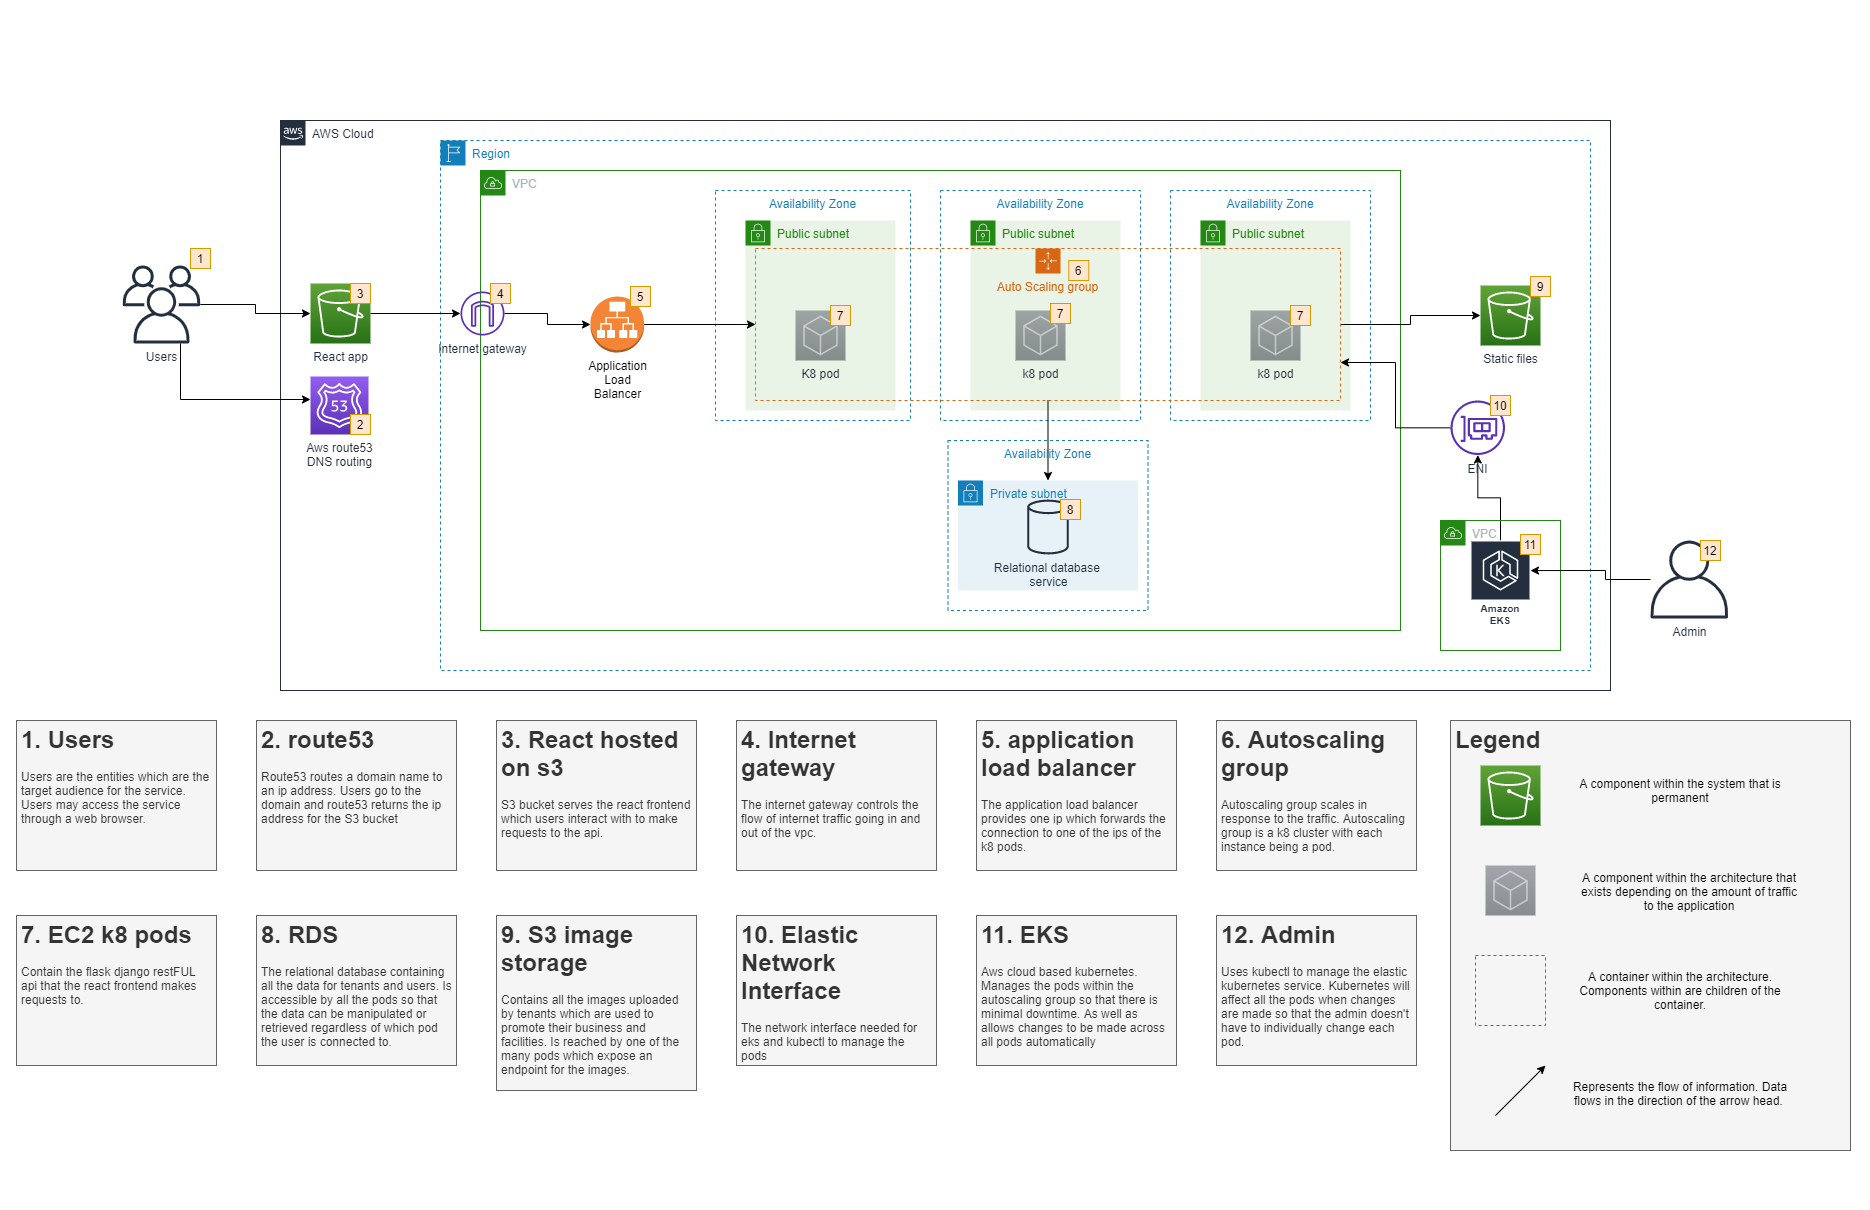 aws
AWS Cloud
Region
VPC
Availability Zone
Availability Zone
Availability Zone
Public subnet
Public subnet
Public subnet
1
6
Auto Scaling group
3
4
5
7
7
7
9
Users
React app
Internet gateway
Application
Load
Balancer
K8 pod
k8 pod
k8 pod
Static files
53
2
Aws route53
DNS routing
10
ENI
Availability Zone
Private subnet
8
Relational database
service
VPC
11
Amazon
EKS
12
Admin
1. Users
Users are the entities which are the
target audience for the service.
Users may access the service
through a web browser.
2. route53
Route53 routes a domain name to
an ip address. Users go to the
domain and route53 returns the ip
address for the S3 bucket
3. React hosted
on s3
S3 bucket serves the react frontend
which users interact with to make
requests to the api.
4. Internet
gateway
The internet gateway controls the
flow of internet traffic going in and
out of the vpc.
5. application
load balancer
The application load balancer
provides one ip which forwards the
connection to one of the ips of the
k8 pods.
6. Autoscaling
group
Autoscaling group scales in
response to the traffic. Autoscaling
group is a k8 cluster with each
instance being a pod.
7. EC2 k8 pods
Contain the flask django restFUL
api that the react frontend makes
requests to.
8. RDS
The relational database containing
all the data for tenants and users. Is
accessible by all the pods so that
the data can be manipulated or
retrieved regardless of which pod
the user is connected to.
9. S3 image
storage
Contains all the images uploaded
by tenants which are used to
promote their business and
facilities. Is reached by one of the
many pods which expose an
endpoint for the images.
10. Elastic
Network
Interface
The network interface needed for
eks and kubectl to manage the
pods
11. EKS
Aws cloud based kubernetes.
Manages the pods within the
autoscaling group so that there is
minimal downtime. As well as
allows changes to be made across
all pods automatically
12. Admin
Uses kubectl to manage the elastic
kubernetes service. Kubernetes will
affect all the pods when changes
are made so that the admin doesn't
have to individually change each
pod.
Legend
A component within the system that is
permanent
A component within the architecture that
exists depending on the amount of traffic
to the application
A container within the architecture.
Components within are children of the
container.
Represents the flow of information. Data
flows in the direction of the arrow head.